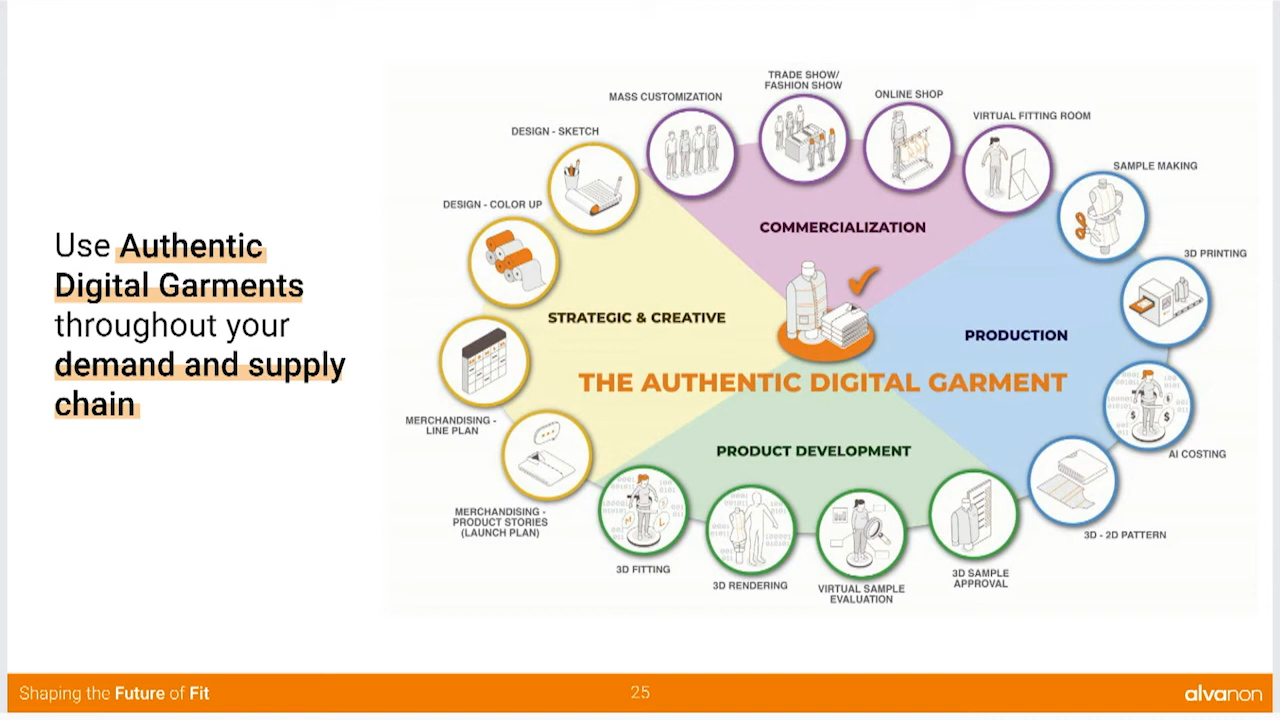 Use Authentic
Digital Garments
throughout your
demand and supply
chain
MASS CUSTOMIZATION
TRADE SHOW/
FASHION SHOW
ONLINE SHOP
VIRTUAL FITTING ROOM
DESIGN - SKETCH
SAMPLE MAKING
DESIGN - COLOR UP
3D PRINTING
COMMERCIALIZATION
STRATEGIC & CREATIVE
PRODUCTION
THE AUTHENTIC DIGITAL GARMENT
MERCHANDISING -
LINE PLAN
PRODUCT DEVELOPMENT
AI COSTING
MERCHANDISING -
PRODUCT STORIES
(LAUNCH PLAN)
3D - 2D PATTERN
3D FITTING
3D RENDERING
VIRTUAL SAMPLE
EVALUATION
3D SAMPLE
APPROVAL
Shaping the Future of Fit
25
alvanon